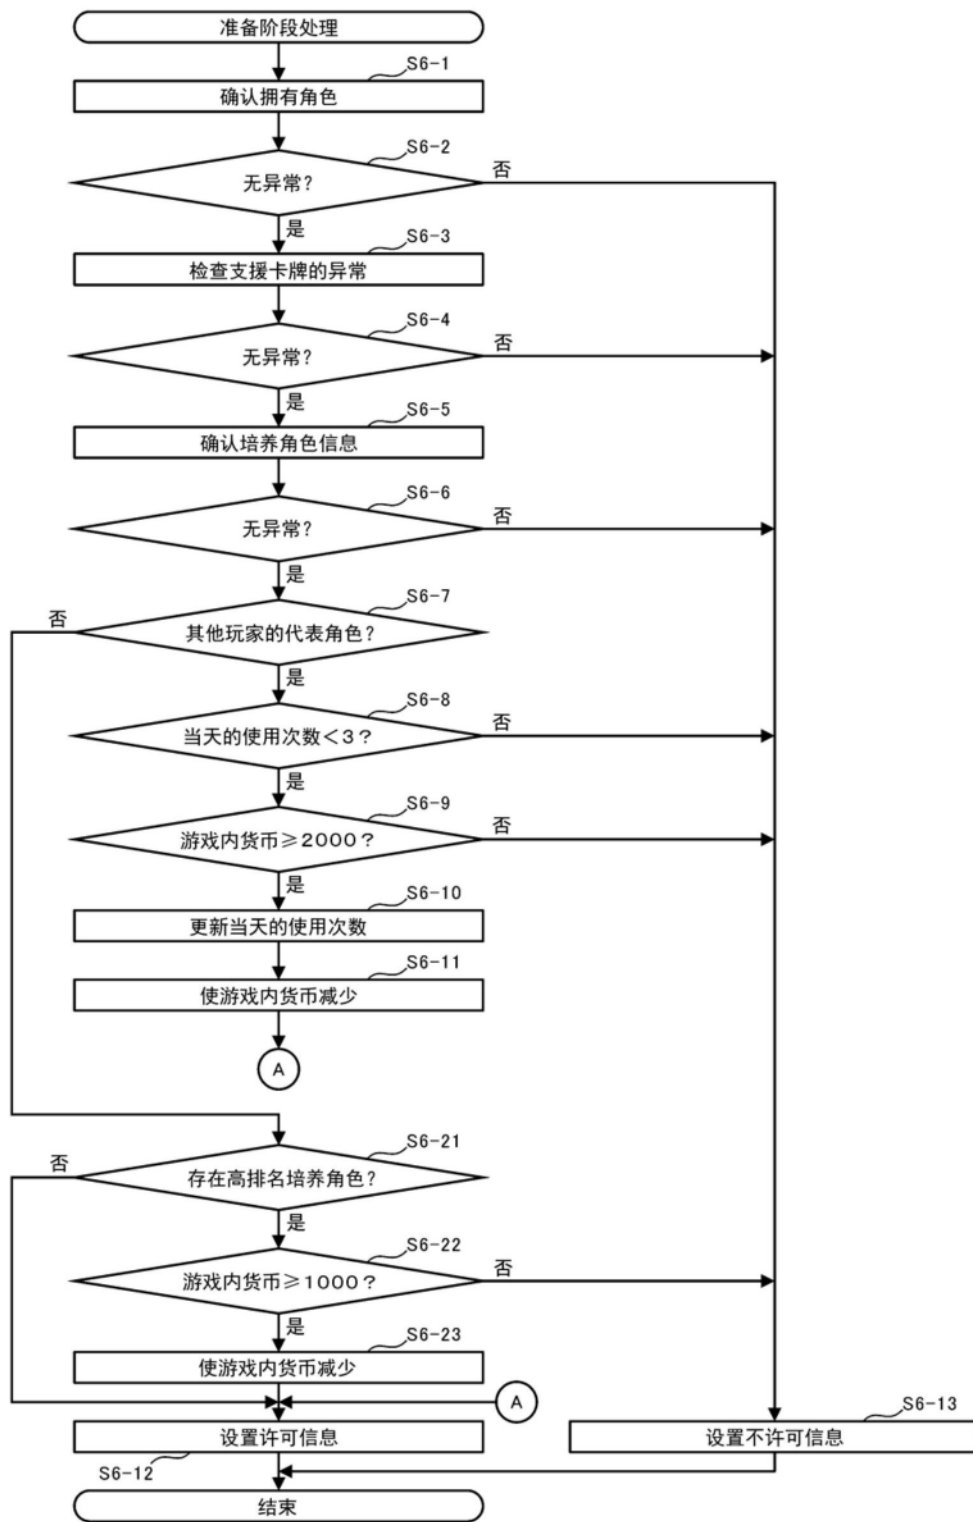 准备阶段处理
S6-1
确认拥有角色
S6-2
无异常?
否
是
S6-3
检查支援卡牌的异常
S6-4
无异常?
否
是
S6-5
确认培养角色信息
S6-6
无异常?
否
是
S6-7
否
其他玩家的代表角色?
是
S6-8
当天的使用次数<3?
否
是
S6-9
游戏内货币≥2000?
否
是
S6-10
更新当天的使用次数
S6-11
使游戏内货币减少
A
S6-21
否
存在高排名培养角色?
是
S6-22
游戏内货币≥1000?
否
是
S6-23
使游戏内货币减少
A
S6-13
设置许可信息
设置不许可信息
S6-12
结束